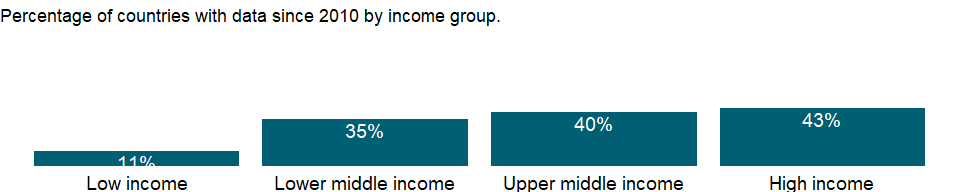 Percentage of countries with data since 2010 by income group.
11%
35%
40%
43%
Low income
Lower middle income
Upper middle income
High income